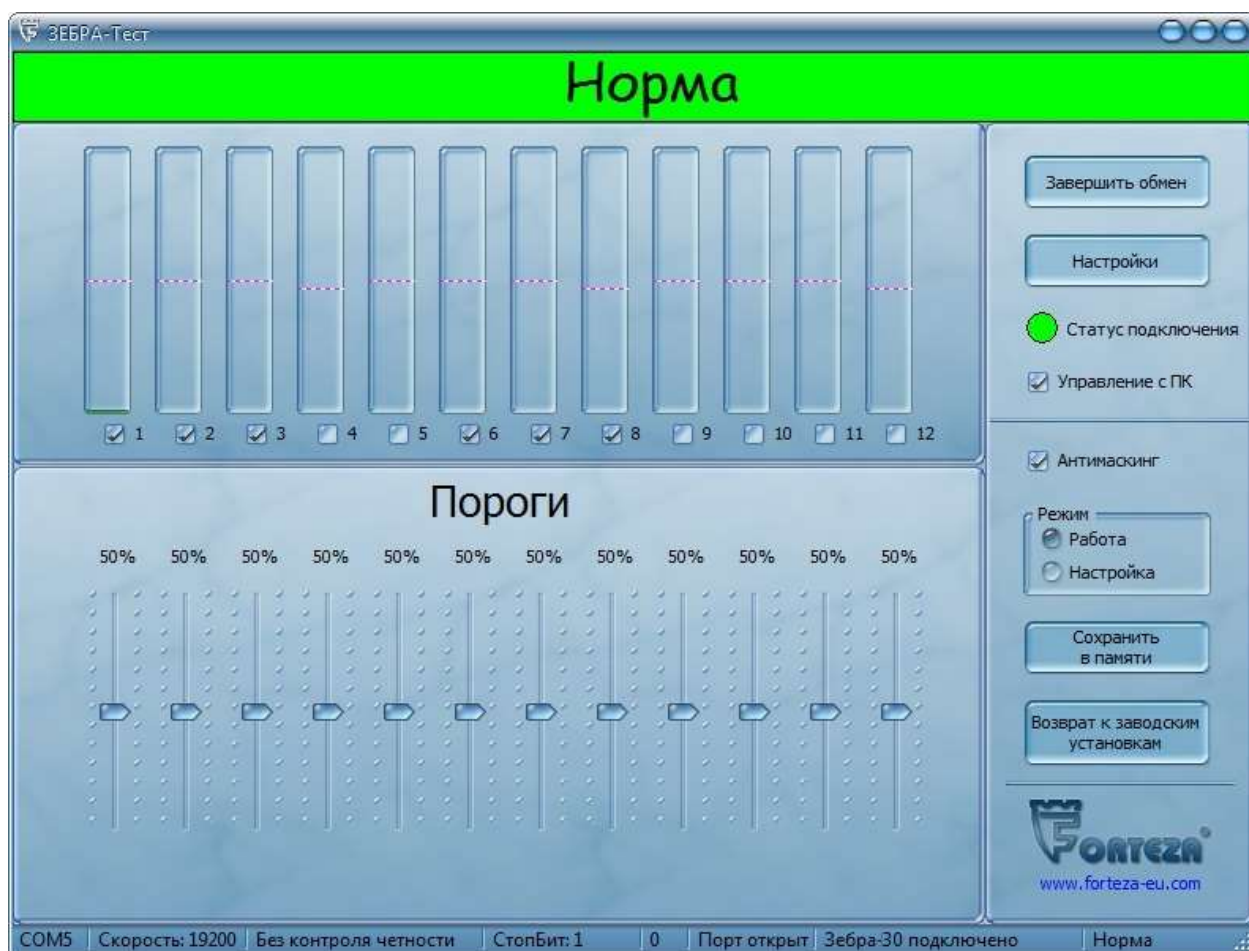 ЗЕБРА-Тест
Норма
1 2 3 4 5 6 7 8 9 10 11 12
Завершить обмен
Настройки
Статус подключения
Управление с ПК
Антимаскинг
Режим
Работа
Настройка
Сохранить
в памяти
Возврат к заводским
установкам
Пороги
50% 50% 50% 50% 50% 50% 50% 50% 50% 50% 50% 50%
FORTEZA®
www.forteza-eu.com
COM5 Скорость: 19200 Без контроля четности СтопБит: 1 0 Порт открыт Зебра-30 подключено Норма